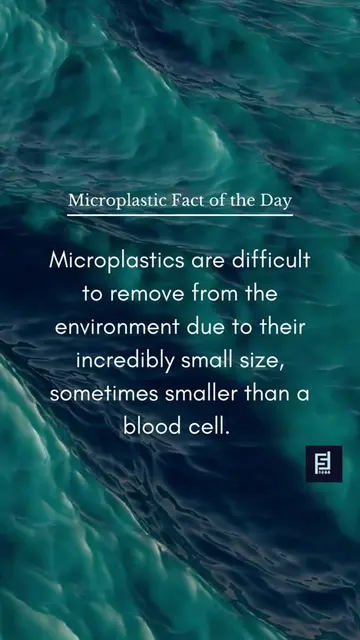 Microplastic Fact of the Day
Microplastics are difficult
to remove from the
environment due to their
incredibly small size,
sometimes smaller than a
blood cell.